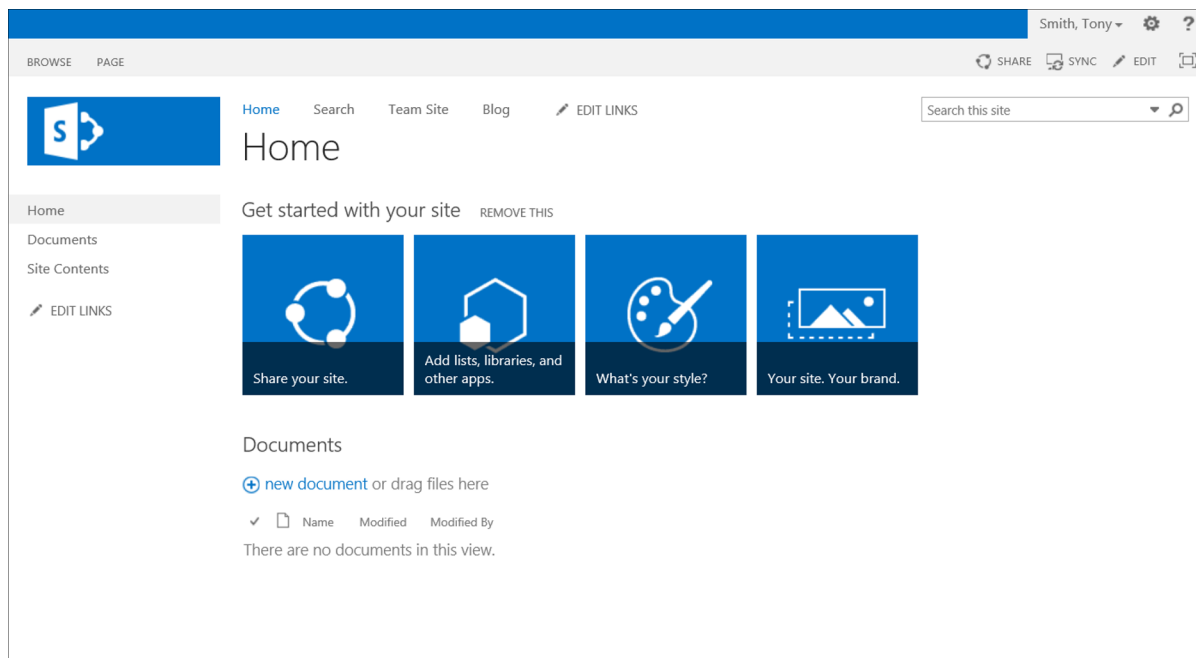 Smith, Tony ?
BROWSE PAGE SHARE SYNC EDIT
S
Home Search Team Site Blog EDIT LINKS Search this site
Home
Home
Documents
Site Contents
EDIT LINKS
Get started with your site REMOVE THIS
Share your site.
Add lists, libraries, and
other apps.
What's your style?
Your site. Your brand.
Documents
new document or drag files here
Name Modified Modified By
There are no documents in this view.